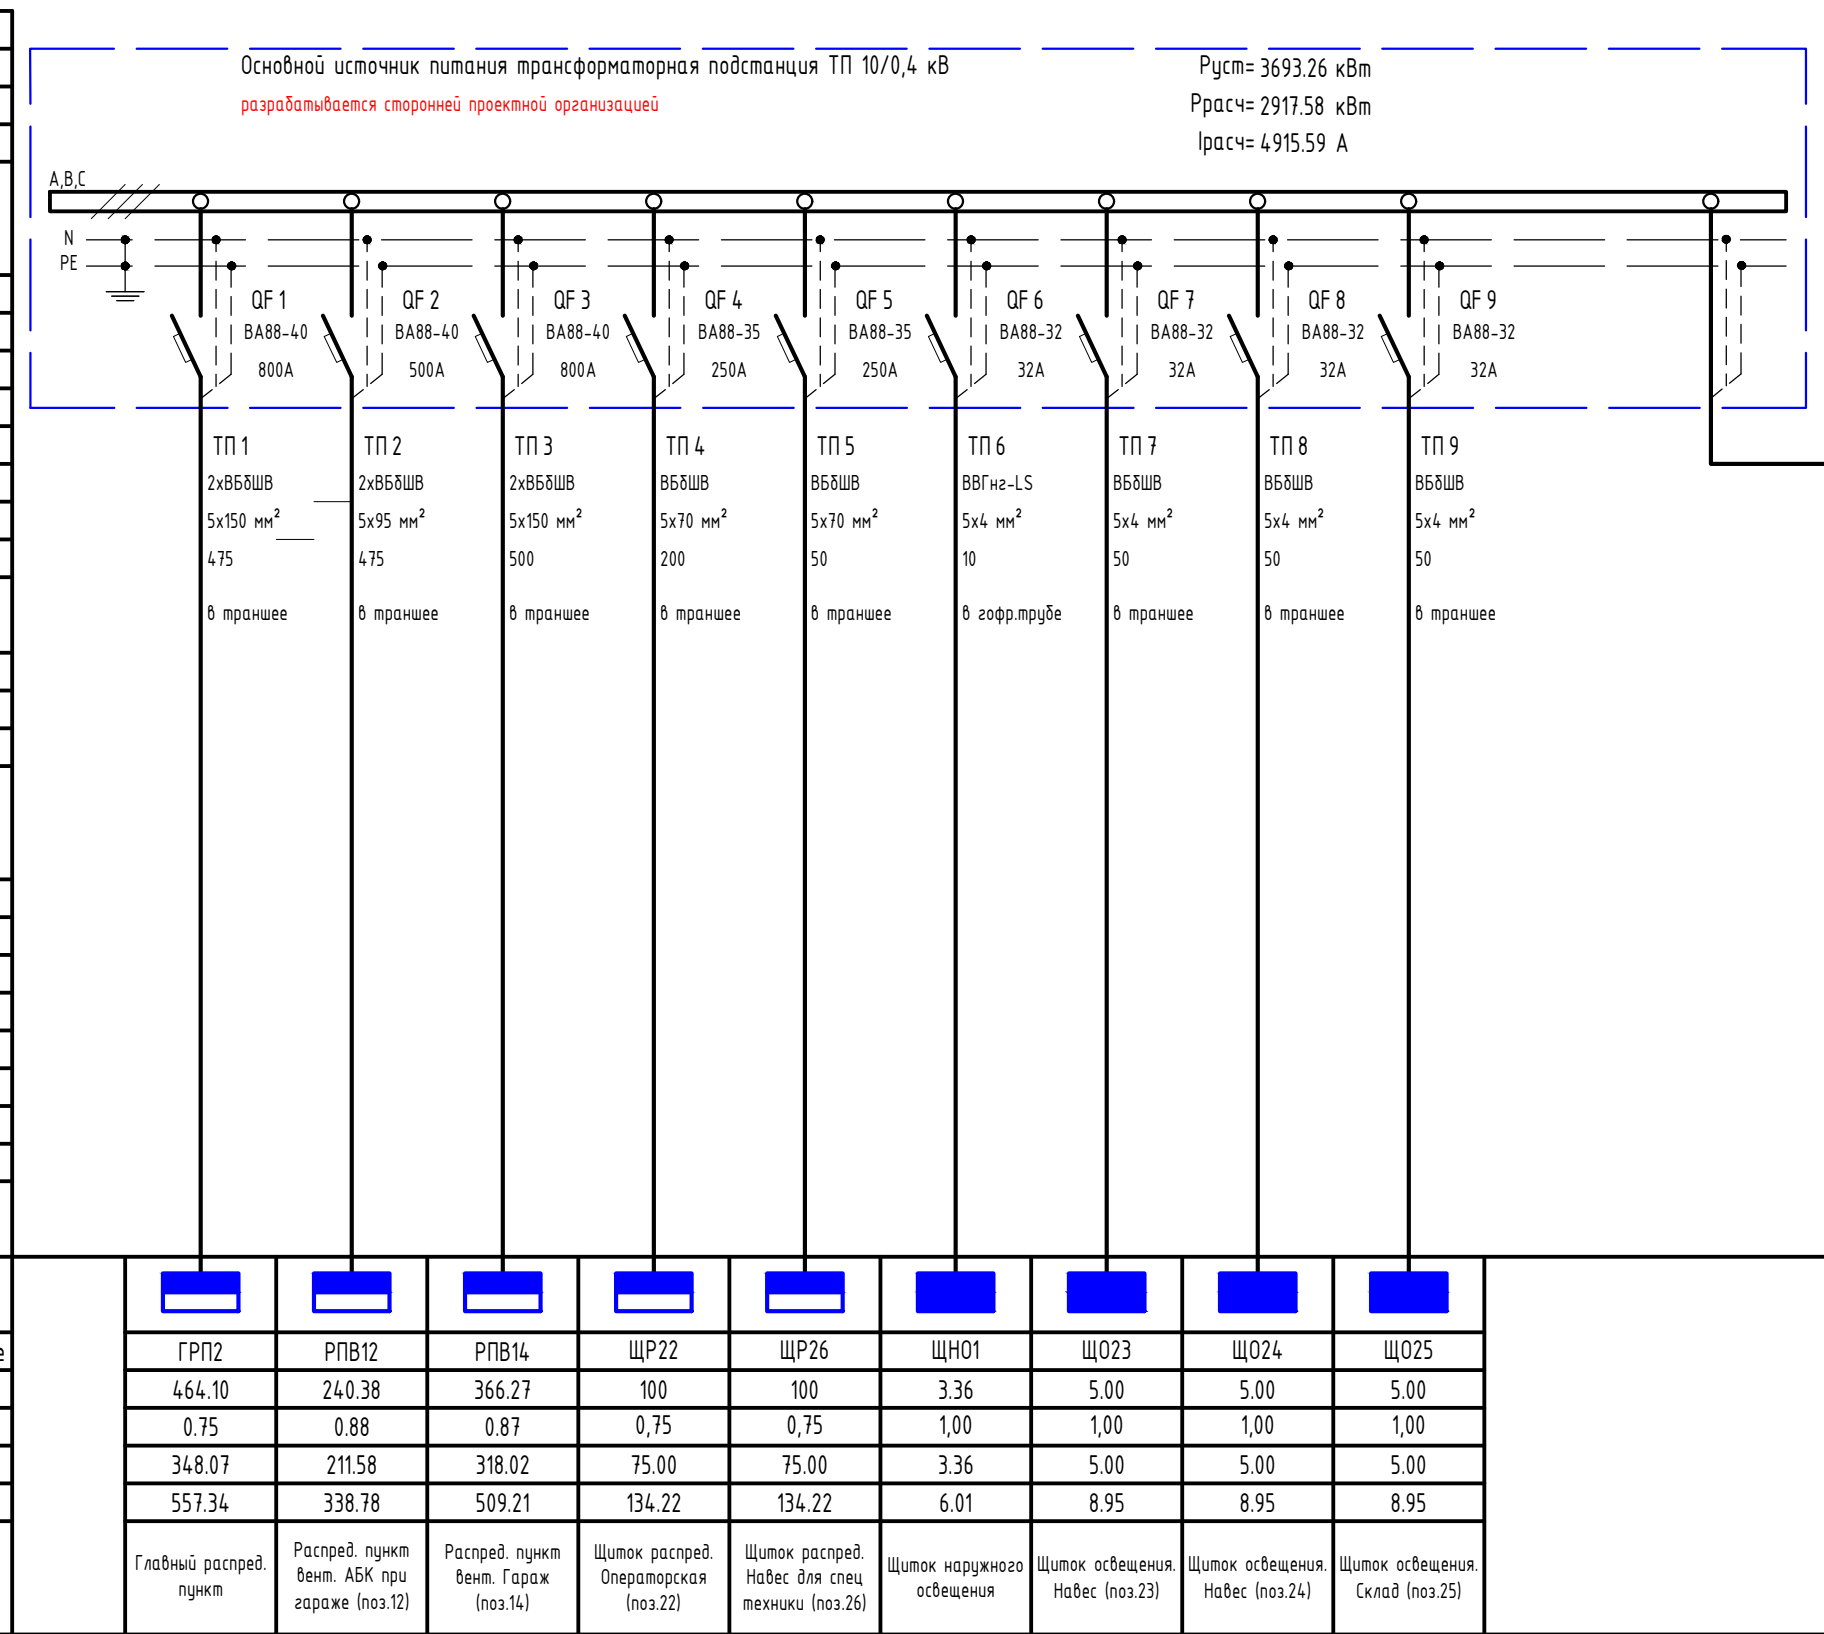 Основной источник питания трансформаторная подстанция ТП 10/0,4 кВ
разрабатывается сторонней проектной организацией
Руст= 3693.26 кВт
Ррасч= 2917.58 кВт
Iрасч= 4915.59 А
A,B,C
N
PE
QF 1 QF 2 QF 3 QF 4 QF 5 QF 6 QF 7 QF 8 QF 9
ВА88-40 ВА88-40 ВА88-40 ВА88-35 ВА88-35 ВА88-32 ВА88-32 ВА88-32 ВА88-32
800А 500А 800А 250А 250А 32А 32А 32А 32А
ТП 1 ТП 2 ТП 3 ТП 4 ТП 5 ТП 6 ТП 7 ТП 8 ТП 9
2хВБбШВ 2хВБбШВ 2хВБбШВ ВБбШВ ВБбШВ ВВГнг-LS ВБбШВ ВБбШВ ВБбШВ
5х150 мм² 5х95 мм² 5х150 мм² 5х70 мм² 5х70 мм² 5х4 мм² 5х4 мм² 5х4 мм² 5х4 мм²
475 475 500 200 50 10 50 50 50
в траншее в траншее в траншее в траншее в траншее в гофр.трубе в траншее в траншее в траншее
е ГРП2 РПВ12 РПВ14 ЩР22 ЩР26 ЩНО1 ЩО23 ЩО24 ЩО25
464.10 240.38 366.27 100 100 3.36 5.00 5.00 5.00
0.75 0.88 0.87 0,75 0,75 1,00 1,00 1,00 1,00
348.07 211.58 318.02 75.00 75.00 3.36 5.00 5.00 5.00
557.34 338.78 509.21 134.22 134.22 6.01 8.95 8.95 8.95
Главный распред.
пункт
Распред. пункт
вент. АБК при
гараже (поз.12)
Распред. пункт
вент. Гараж
(поз.14)
Щиток распред.
Операторская
(поз.22)
Щиток распред.
Навес для спец
техники (поз.26)
Щиток наружного
освещения
Щиток освещения.
Навес (поз.23)
Щиток освещения.
Навес (поз.24)
Щиток освещения.
Склад (поз.25)